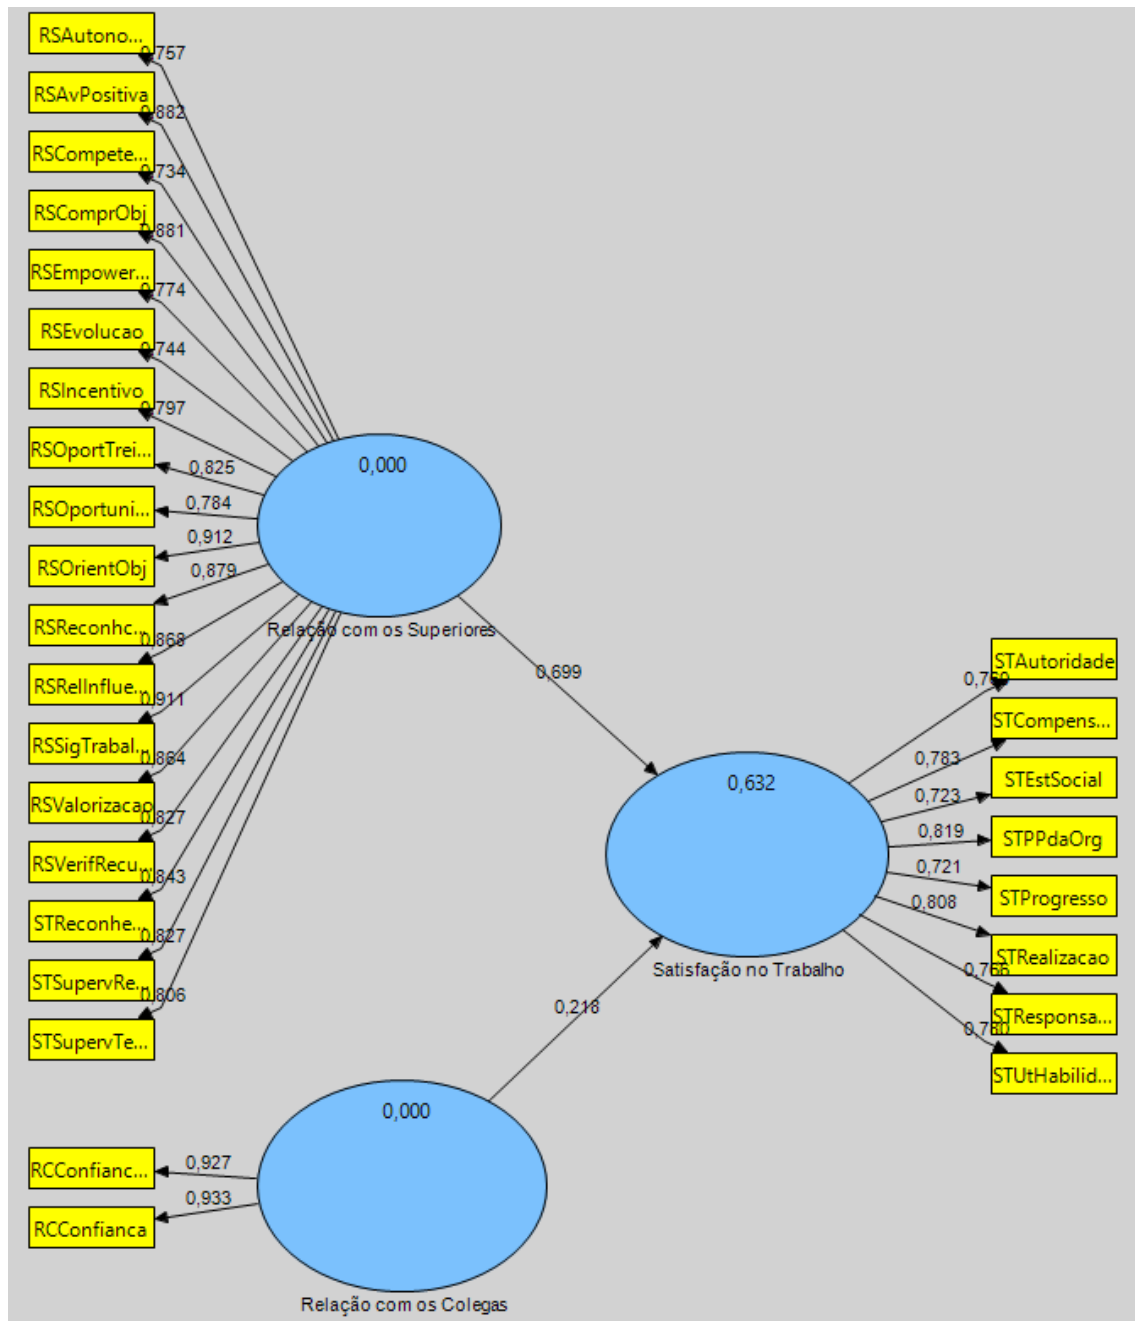 RSAutono...
0,757
RSAvPositiva
0,882
RSCompete...
0,734
RSComprObj
0,881
RSEmpower...
0,774
RSEvolucao
0,744
RSIncentivo
0,797
RSOportTrei...
0,825
RSOportuni...
0,784
RSOrientObj
0,912
RSReconhc...
0,879
RSRelInflue...
0,868
RSSigTrabal...
0,911
RSValorizacao
0,864
RSVerifRecu...
0,827
STReconhe...
0,843
STSupervRe...
0,827
STSupervTe...
0,806
0,000
Relação com os Superiores
0,699
0,632
Satisfação no Trabalho
0,218
STAutoridade
STCompens...
0,783
STEstSocial
0,723
STPPdaOrg
0,819
STProgresso
0,721
STRealizacao
0,808
STResponsa...
0,766
STUtHabilid...
0,000
Relação com os Colegas
RCConfianc...
0,927
RCConfianca
0,933